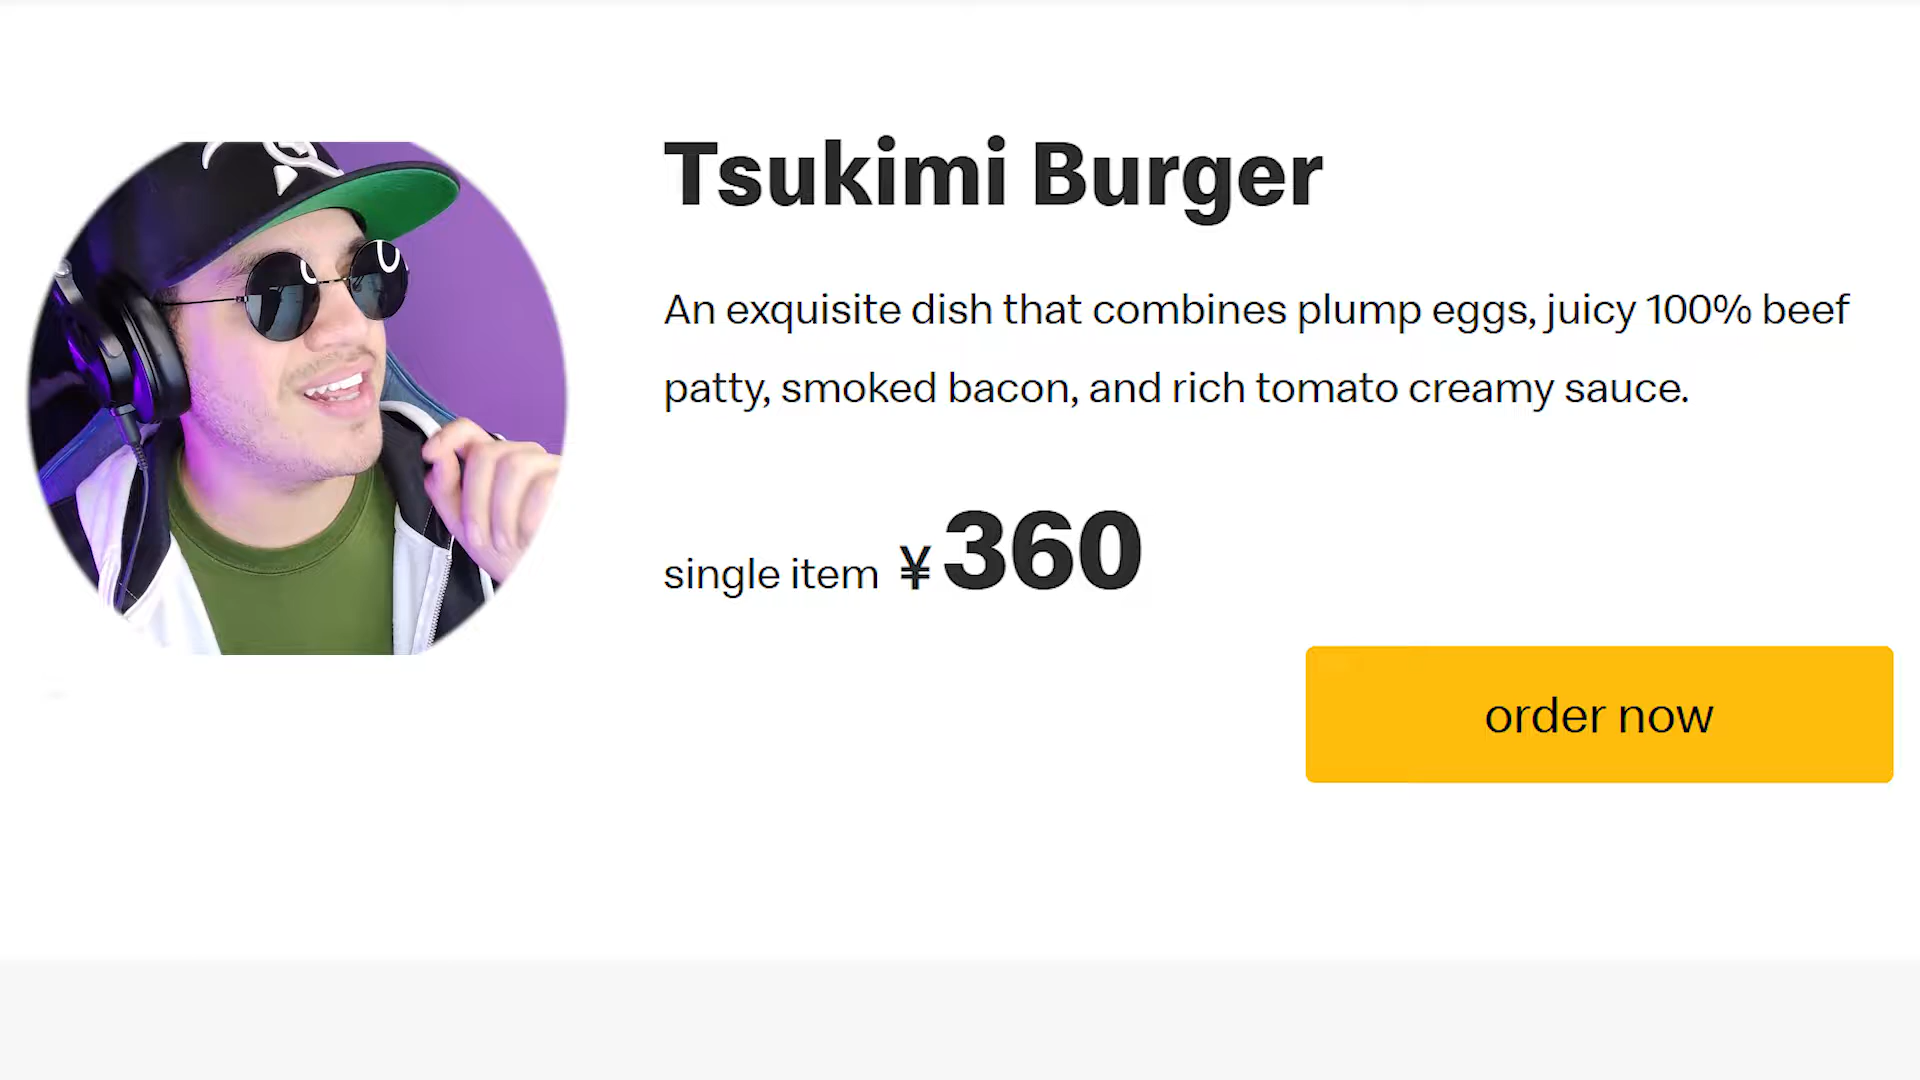 Tsukimi Burger
An exquisite dish that combines plump eggs, juicy 100% beef
patty, smoked bacon, and rich tomato creamy sauce.
single item ¥360
order now